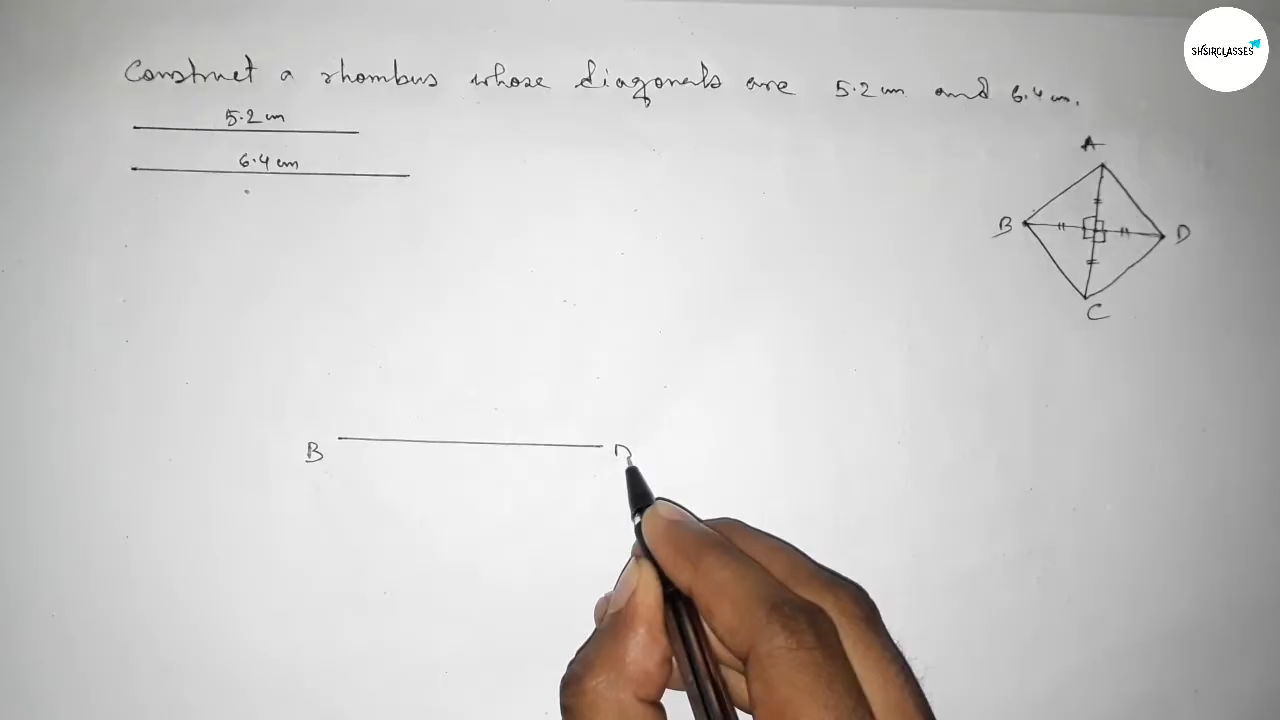 SHSIRCLASSES
Construct a rhombus whose diagonals are 5.2 cm and 6.4 cm.
5.2 cm
6.4 cm
A
B D
C
B D